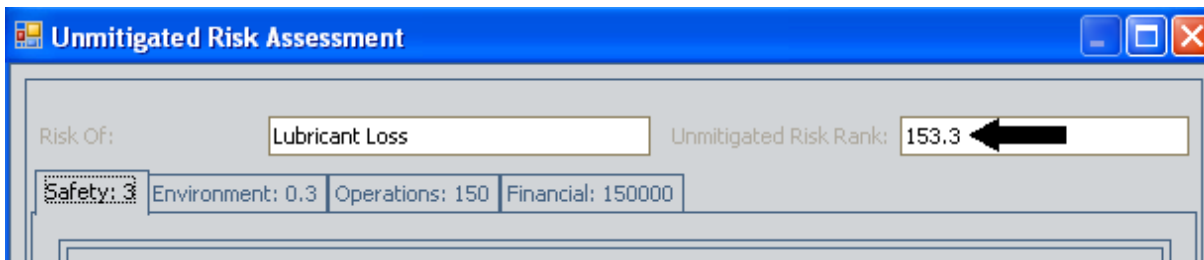 Unmitigated Risk Assessment
Risk Of: Lubricant Loss Unmitigated Risk Rank: 153.3
Safety: 3 Environment: 0.3 Operations: 150 Financial: 150000